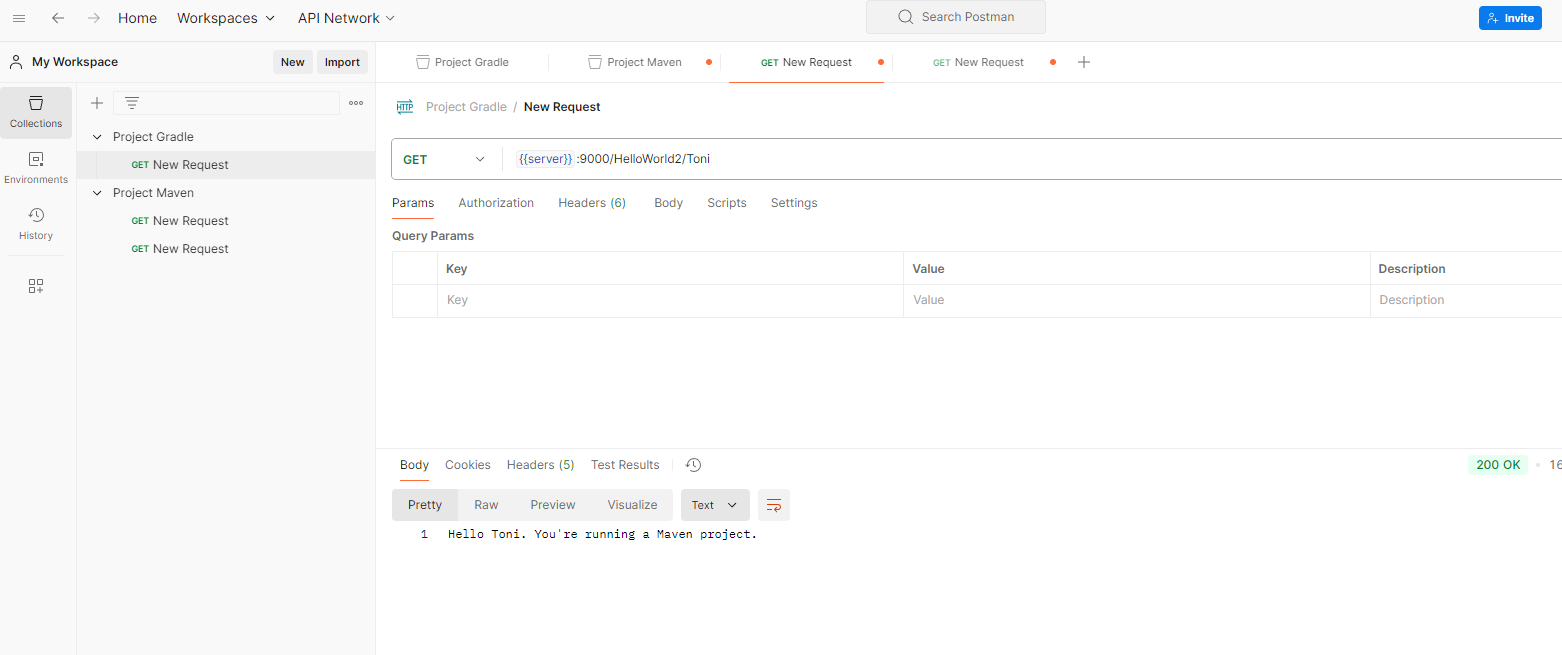 Home Workspaces API Network Search Postman Invite
My Workspace New Import
Project Gradle Project Maven GET New Request GET New Request
Collections
Environments
History
Project Gradle
GET New Request
Project Maven
GET New Request
GET New Request
HTTP Project Gradle / New Request
GET {{server}} :9000/HelloWorld2/Toni
Params Authorization Headers (6) Body Scripts Settings
Query Params
Key Value Description
Key Value Description
Body Cookies Headers (5) Test Results 200 OK 16
Pretty Raw Preview Visualize Text
1 Hello Toni. You're running a Maven project.